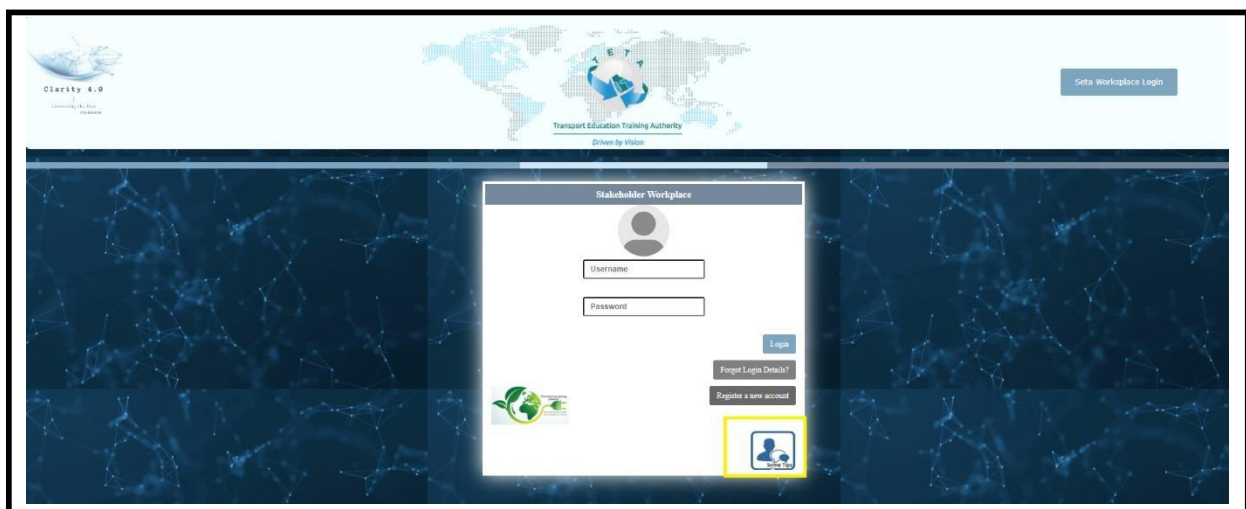 Clarity 4.0
TETA
Transport Education Training Authority
Driven by Vision
Seta Worksplace Login
Stakeholder Workplace
Username
Password
Login
Forgot Login Details?
Register a new account
Some Tips